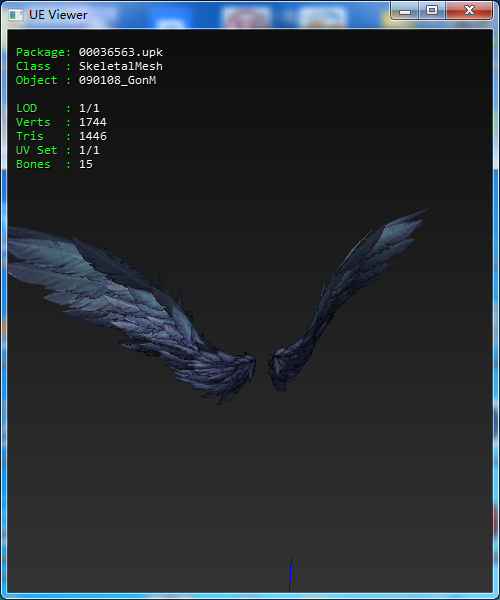 UE Viewer
Package: 00036563.upk
Class : SkeletalMesh
Object : 090108_GonM
LOD : 1/1
Verts : 1744
Tris : 1446
UV Set : 1/1
Bones : 15